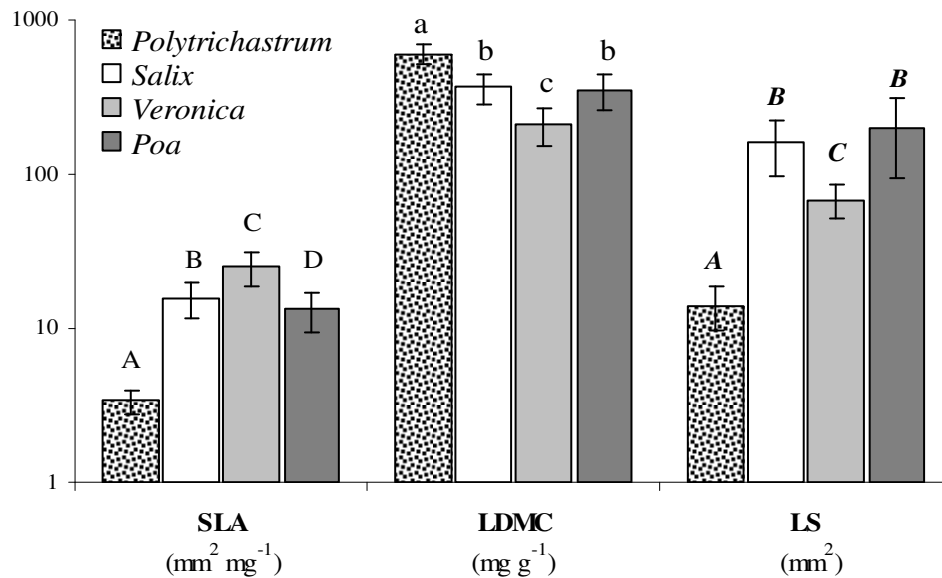 1000
100
10
1
Polytrichastrum
Salix
Veronica
Poa
A
B
C
D
a
b
c
b
A
B
C
B
SLA
(mm² mg⁻¹)
LDMC
(mg g⁻¹)
LS
(mm²)